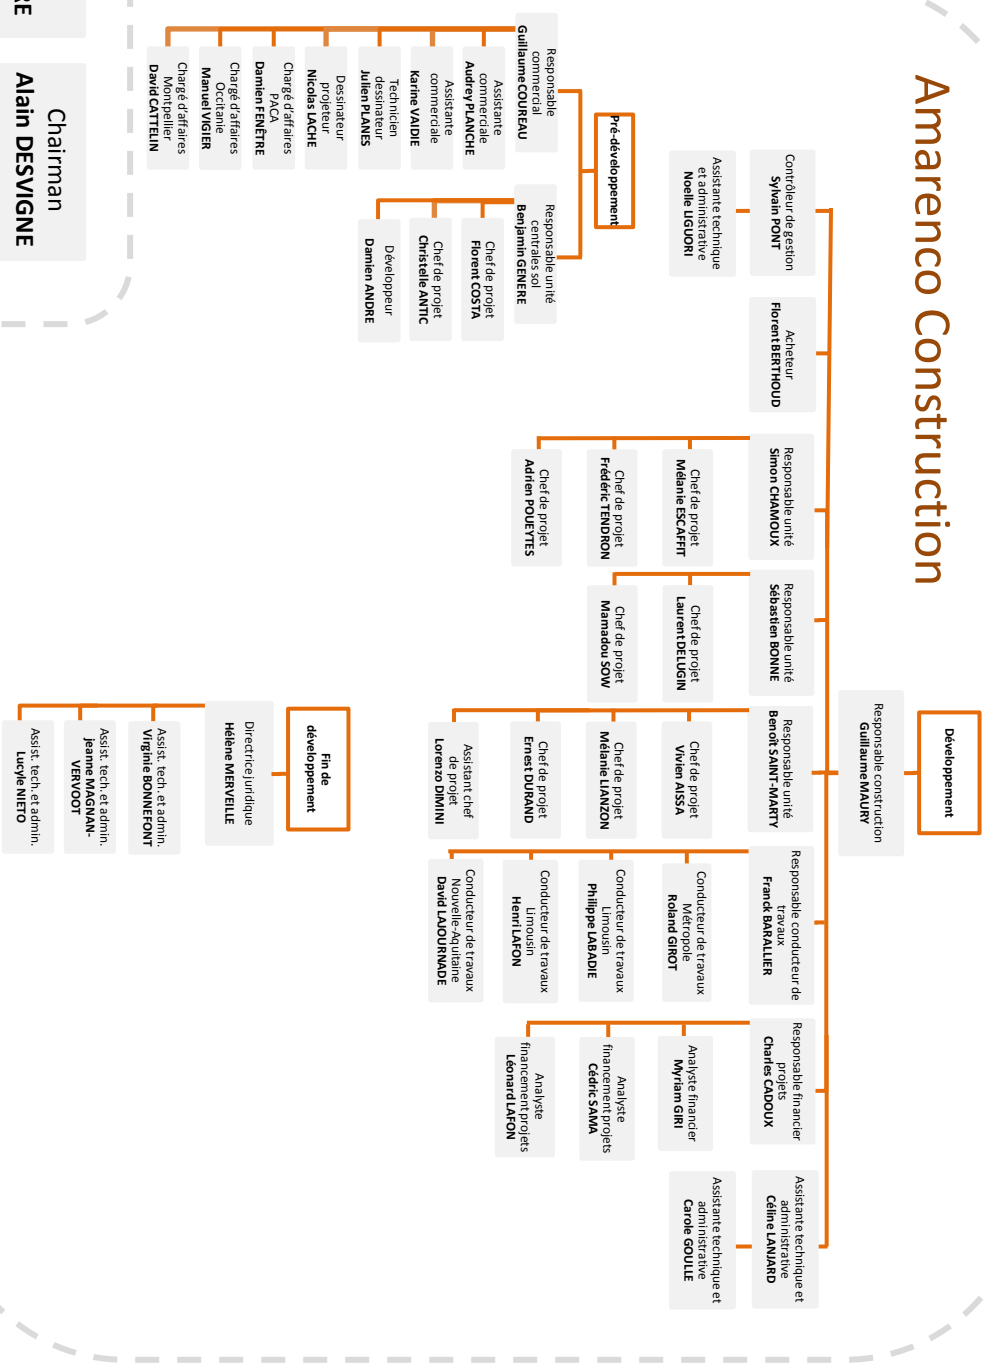 Amarenco Construction
Développement
Responsable construction
Guillaume MAURY
Contrôleur de gestion
Sylvain PONT
Assistante technique
et administrative
Noelle LIGUORI
Acheteur
Florent BERTHOUD
Responsable unité
Simon CHAMOUX
Chef de projet
Mélanie ESCAFFIT
Chef de projet
Frédéric TENDRON
Chef de projet
Adrien POUEYTES
Responsable unité
Sébastien BONNE
Chef de projet
Laurent DELUGIN
Chef de projet
Mamadou SOW
Responsable unité
Benoît SAINT-MARTY
Chef de projet
Vivien AISSA
Chef de projet
Mélanie LIANZON
Chef de projet
Ernest DURAND
Assistant chef
de projet
Lorenzo DIMINI
Responsable conducteur de
travaux
Franck BARALLIER
Conducteur de travaux
Métropole
Roland GIROT
Conducteur de travaux
Limousin
Philippe LABADIE
Conducteur de travaux
Limousin
Henri LAFON
Conducteur de travaux
Nouvelle-Aquitaine
David LAJOURNADE
Responsable financier
projets
Charles CADOUX
Analyste financier
Myriam GIRI
Analyste
financement projets
Cédric SAMA
Analyste
financement projets
Léonard LAFON
Assistante technique et
administrative
Céline LANJARD
Assistante technique et
administrative
Carole GOULLE
Pré-développement
Responsable
commercial
Guillaume COUREAU
Assistante
commerciale
Audrey PLANCHE
Assistante
commerciale
Karine VAIDIE
Technicien
dessinateur
Julien PLANES
Dessinateur
projeteur
Nicolas LACHE
Chargé d'affaires
PACA
Damien FENÊTRE
Chargé d'affaires
Occitanie
Manuel VIGIER
Chargé d'affaires
Montpellier
David CATTELIN
Responsable unité
centrales sol
Benjamin GENERE
Chef de projet
Florent COSTA
Chef de projet
Christelle ANTIC
Développeur
Damien ANDRE
Fin de
développement
Directrice juridique
Hélène MERVEILLE
Assist. tech. et admin.
Virginie BONNEFONT
Assist. tech. et admin.
jeanne MAGNAN-
VERVOOT
Assist. tech. et admin.
Lucyle NIETO
Chairman
Alain DESVIGNE
RE